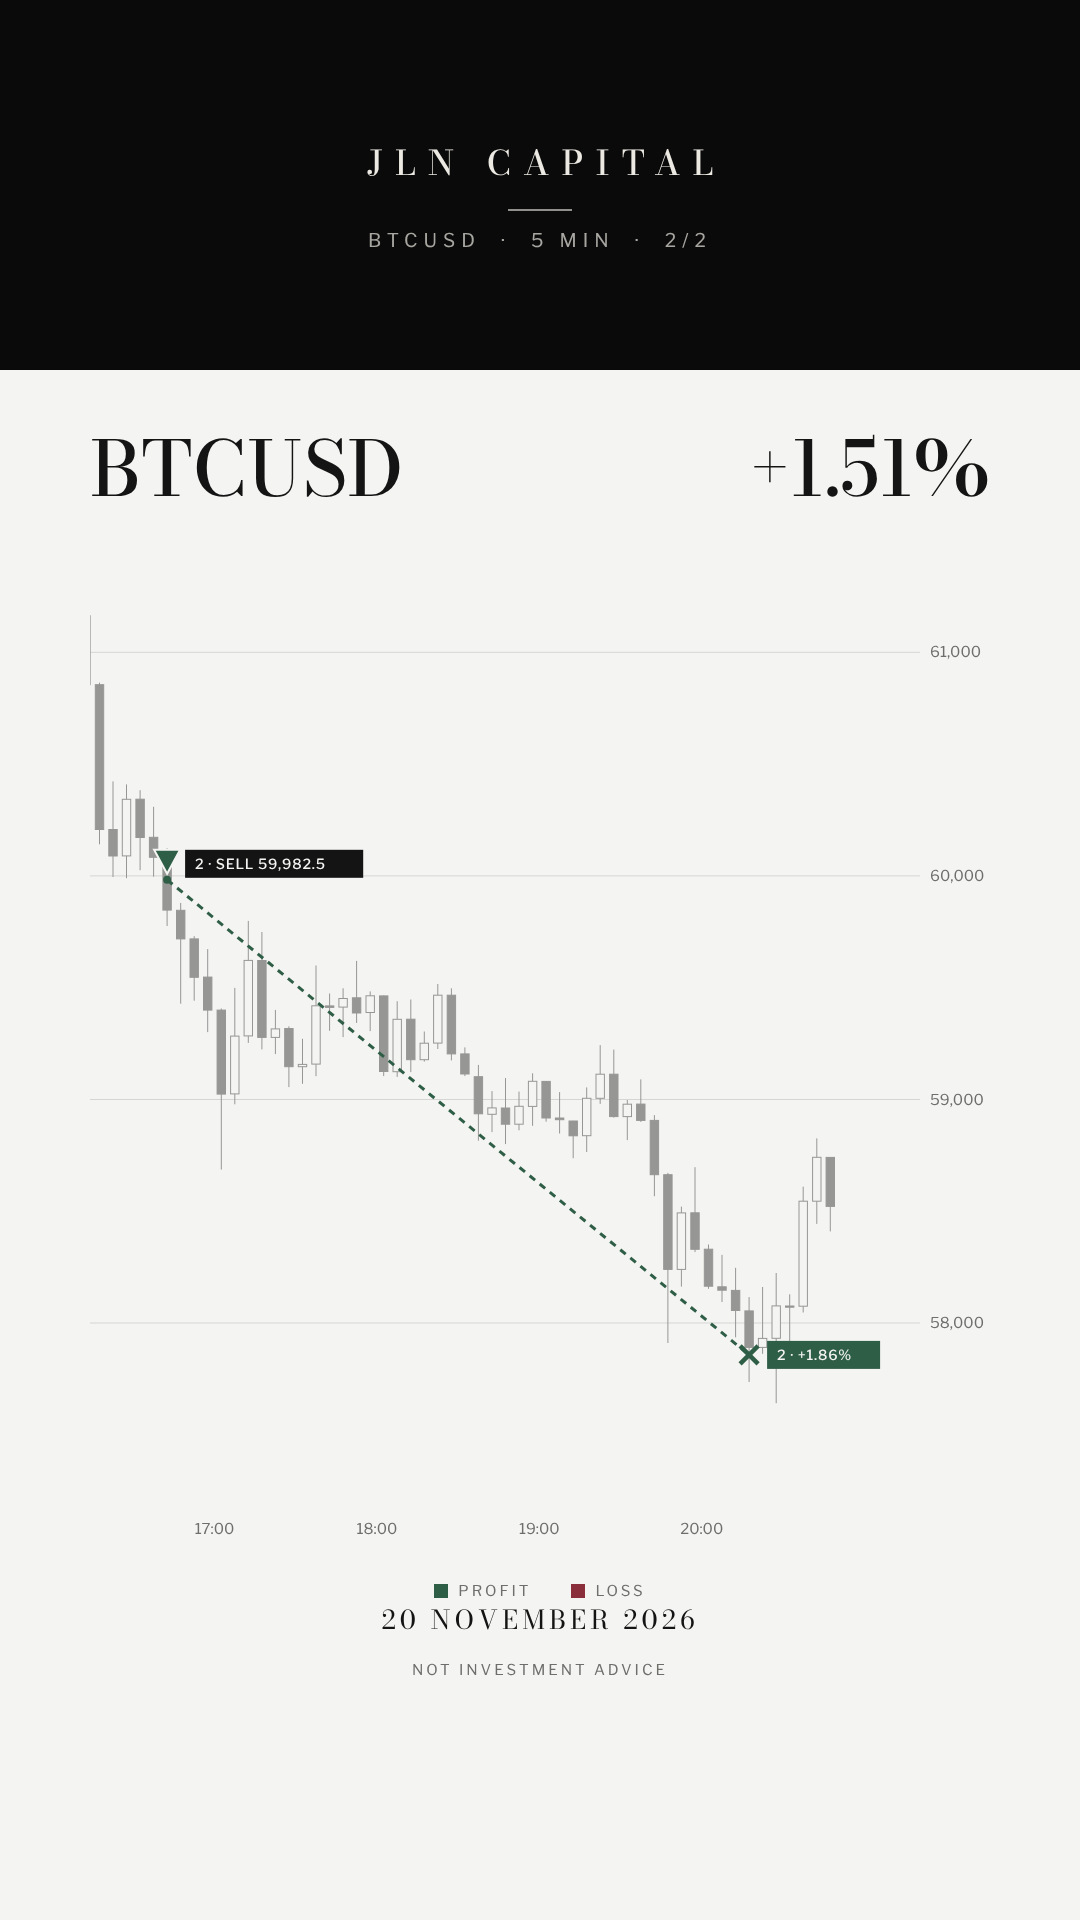 JLN CAPITAL
BTCUSD · 5 MIN · 2/2
BTCUSD +1.51%
61,000
2 · SELL 59,982.5
60,000
59,000
58,000
2 · +1.86%
17:00 18:00 19:00 20:00
PROFIT LOSS
20 NOVEMBER 2026
NOT INVESTMENT ADVICE